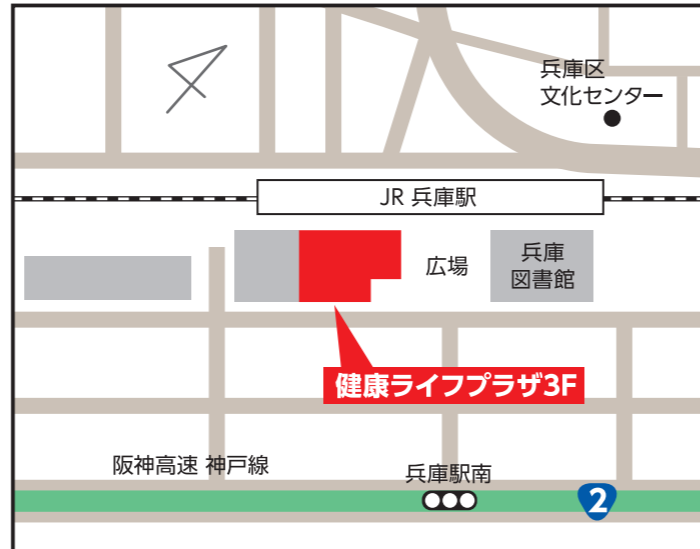 兵庫区
文化センター
JR 兵庫駅
広場
兵庫
図書館
健康ライフプラザ3F
阪神高速 神戸線
兵庫駅南
2